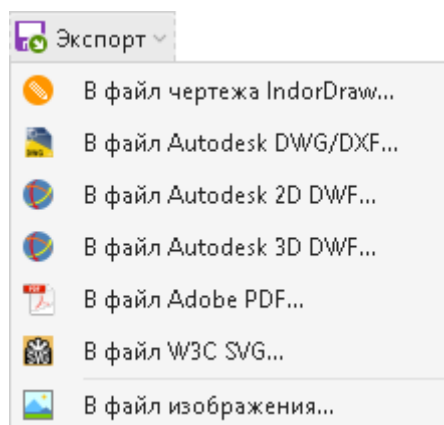 Экспорт
В файл чертежа IndorDraw...
В файл Autodesk DWG/DXF...
В файл Autodesk 2D DWF...
В файл Autodesk 3D DWF...
В файл Adobe PDF...
В файл W3C SVG...
В файл изображения...